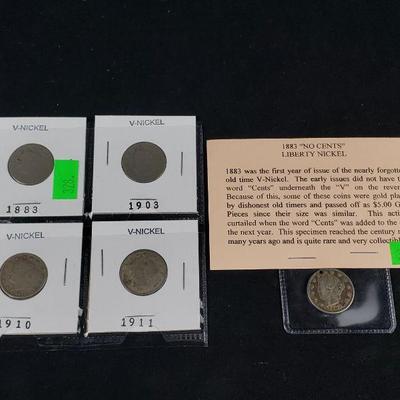 V-NICKEL
V-NICKEL
328.
1883
1903
V-NICKEL
V-NICKEL
1910
1911
1883 "NO CENTS"
LIBERTY NICKEL
1883 was the first year of issue of the nearly forgotte
old time V-Nickel. The early issues did not have t
word "Cents" underneath the "V" on the rever
Because of this, some of these coins were gold pla
by dishonest old timers and passed off as $5.00 G
Pieces since their size was similar. This acti
curtailed when the word "Cents" was added to the
the next year. This specimen reached the century
many years ago and is quite rare and very collectib